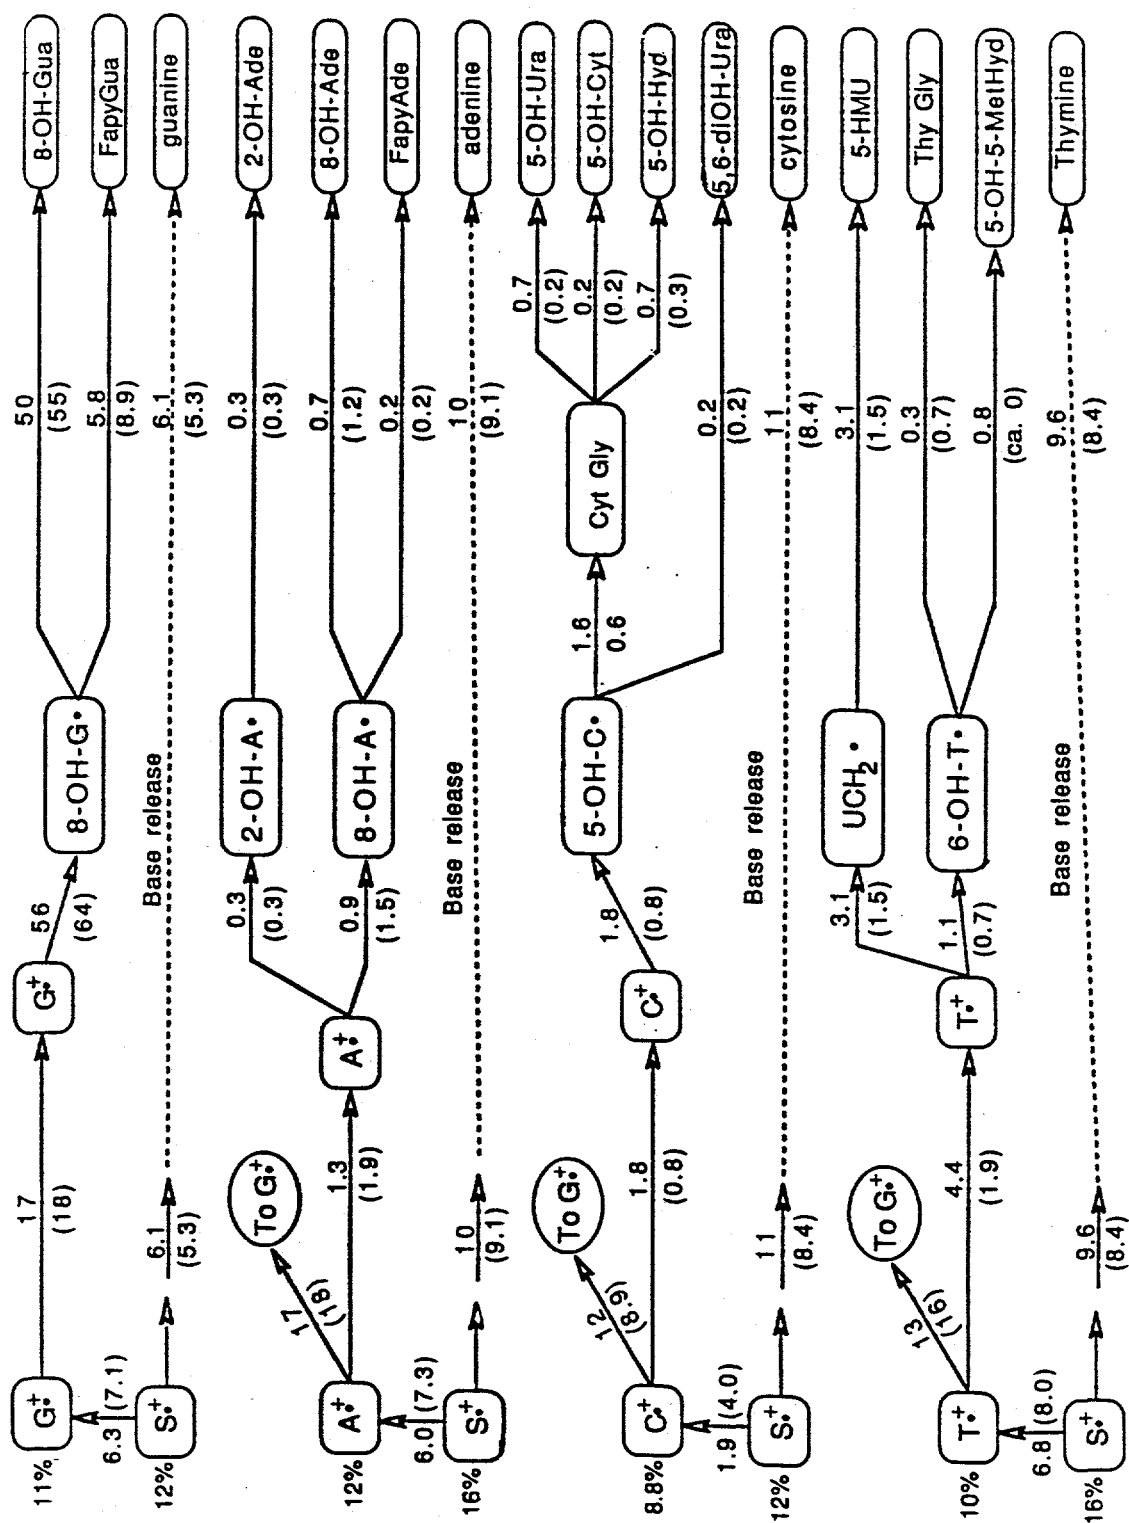 11%
G•+
17
(18)
G•+
56
(64)
8-OH-G•
50
(55)
8-OH-Gua
5.8
(8.9)
FapyGua
6.3 (7.1)
12%
S•+
6.1
(5.3)
Base release
6.1
(5.3)
guanine
12%
A•+
17
(18)
To G•+
1.3
(1.9)
A•+
0.3
(0.3)
2-OH-A•
0.3
(0.3)
2-OH-Ade
0.9
(1.5)
8-OH-A•
0.7
(1.2)
8-OH-Ade
0.2
(0.2)
FapyAde
6.0 (7.3)
16%
S•+
10
(9.1)
Base release
10
(9.1)
adenine
8.8%
C•+
12
(8.9)
To G•+
1.8
(0.8)
C•+
1.8
(0.8)
5-OH-C•
1.6
0.6
Cyt Gly
0.7
(0.2)
5-OH-Ura
0.2
(0.2)
5-OH-Cyt
0.7
(0.3)
5-OH-Hyd
0.2
(0.2)
5,6-diOH-Ura
1.9 (4.0)
12%
S•+
11
(8.4)
Base release
11
(8.4)
cytosine
10%
T•+
13
(16)
To G•+
4.4
(1.9)
T•+
3.1
(1.5)
UCH2•
3.1
(1.5)
5-HMU
1.1
(0.7)
6-OH-T•
0.3
(0.7)
Thy Gly
0.8
(ca. 0)
5-OH-5-MetHyd
6.8 (8.0)
16%
S•+
9.6
(8.4)
Base release
9.6
(8.4)
Thymine